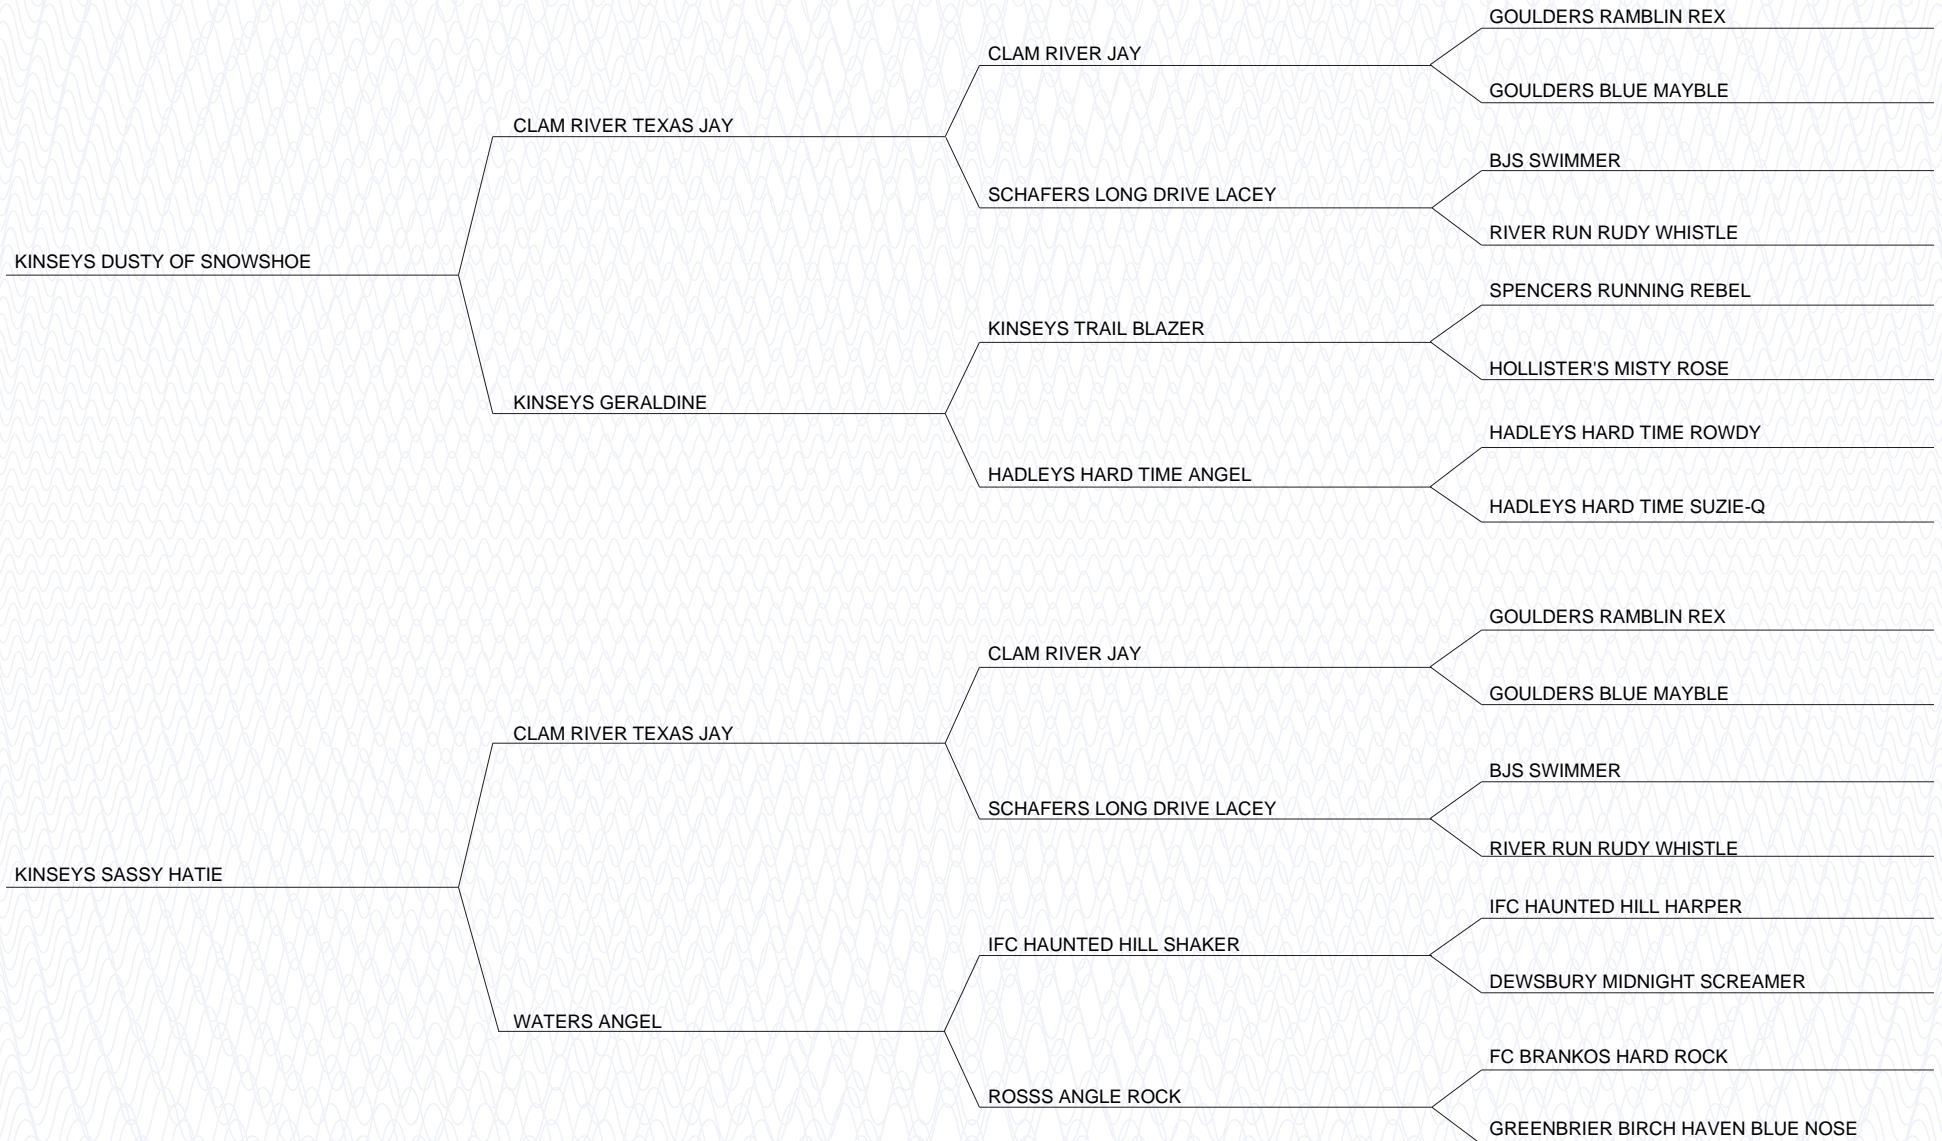 GOULDERS RAMBLIN REX
CLAM RIVER JAY
GOULDERS BLUE MAYBLE
CLAM RIVER TEXAS JAY
BJS SWIMMER
SCHAFERS LONG DRIVE LACEY
RIVER RUN RUDY WHISTLE
KINSEYS DUSTY OF SNOWSHOE
SPENCERS RUNNING REBEL
KINSEYS TRAIL BLAZER
HOLLISTER'S MISTY ROSE
KINSEYS GERALDINE
HADLEYS HARD TIME ROWDY
HADLEYS HARD TIME ANGEL
HADLEYS HARD TIME SUZIE-Q
GOULDERS RAMBLIN REX
CLAM RIVER JAY
GOULDERS BLUE MAYBLE
CLAM RIVER TEXAS JAY
BJS SWIMMER
SCHAFERS LONG DRIVE LACEY
RIVER RUN RUDY WHISTLE
KINSEYS SASSY HATIE
IFC HAUNTED HILL HARPER
IFC HAUNTED HILL SHAKER
DEWSBURY MIDNIGHT SCREAMER
WATERS ANGEL
FC BRANKOS HARD ROCK
ROSSS ANGLE ROCK
GREENBRIER BIRCH HAVEN BLUE NOSE